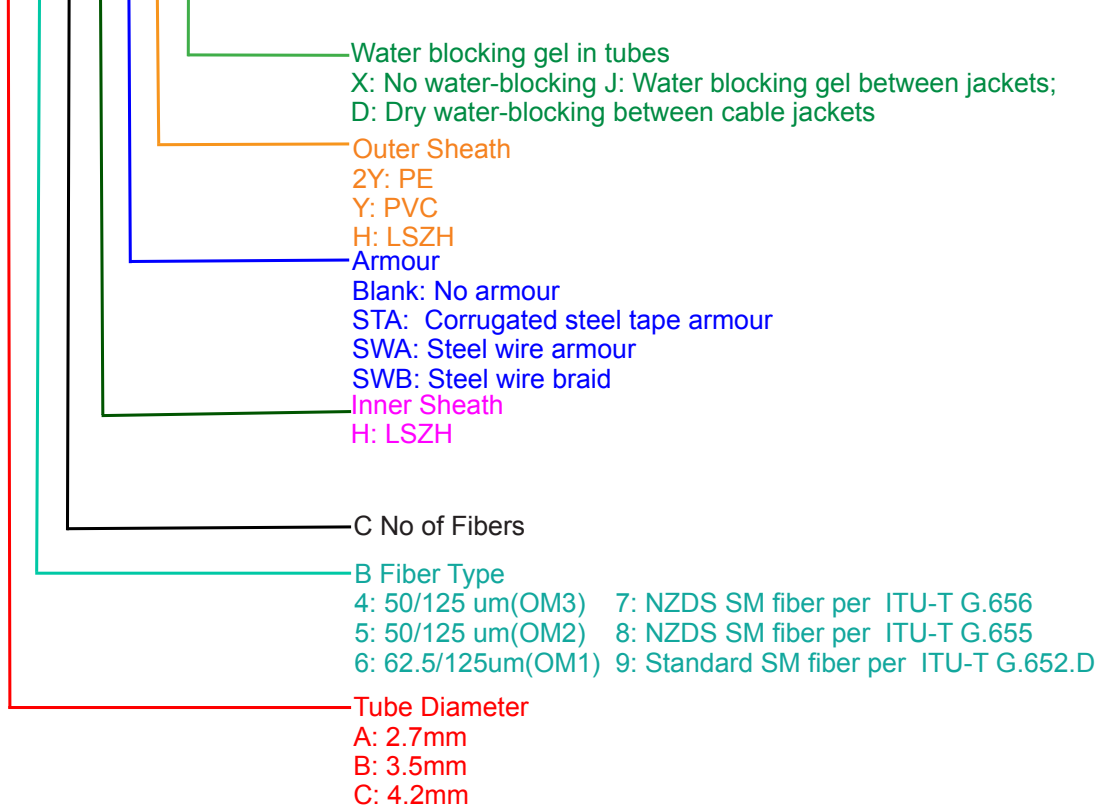 Water blocking gel in tubes
X: No water-blocking J: Water blocking gel between jackets;
D: Dry water-blocking between cable jackets
Outer Sheath
2Y: PE
Y: PVC
H: LSZH
Armour
Blank: No armour
STA: Corrugated steel tape armour
SWA: Steel wire armour
SWB: Steel wire braid
Inner Sheath
H: LSZH
C No of Fibers
B Fiber Type
4: 50/125 um(OM3) 7: NZDS SM fiber per ITU-T G.656
5: 50/125 um(OM2) 8: NZDS SM fiber per ITU-T G.655
6: 62.5/125um(OM1) 9: Standard SM fiber per ITU-T G.652.D
Tube Diameter
A: 2.7mm
B: 3.5mm
C: 4.2mm